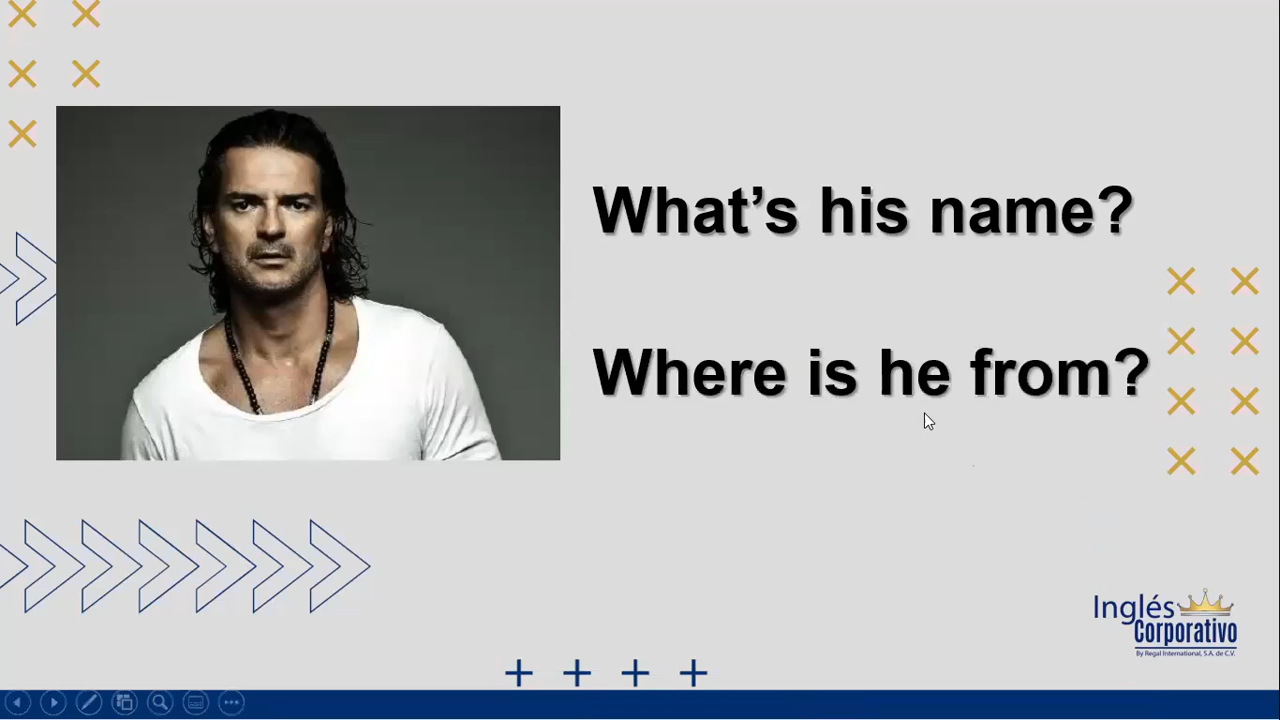 What’s his name?
Where is he from?
Inglés
Corporativo
By Regal International, S.A. de C.V.